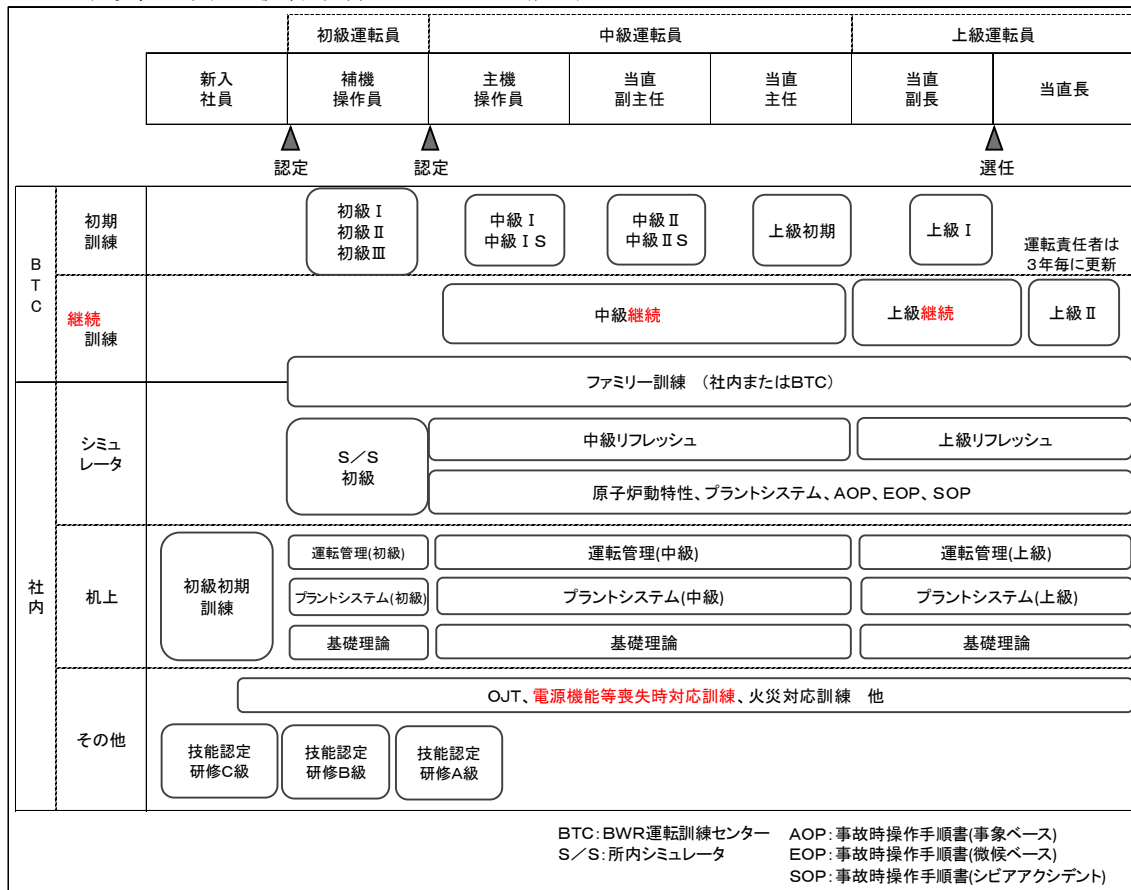 初級運転員 中級運転員 上級運転員
新入
社員
補機
操作員
主機
操作員
当直
副主任
当直
主任
当直
副長
当直長
認定 認定 選任
BTC
初期
訓練
初級Ⅰ
初級Ⅱ
初級Ⅲ
中級Ⅰ
中級ⅠS
中級Ⅱ
中級ⅡS
上級初期
上級Ⅰ
運転責任者は
3年毎に更新
継続
訓練
中級継続
上級継続
上級Ⅱ
ファミリー訓練 (社内またはBTC)
社内
シミュ
レータ
S/S
初級
中級リフレッシュ
上級リフレッシュ
原子炉動特性、プラントシステム、AOP、EOP、SOP
机上
初級初期
訓練
運転管理(初級) 運転管理(中級) 運転管理(上級)
プラントシステム(初級) プラントシステム(中級) プラントシステム(上級)
基礎理論 基礎理論 基礎理論
その他
OJT、電源機能等喪失時対応訓練、火災対応訓練 他
技能認定
研修C級
技能認定
研修B級
技能認定
研修A級
BTC:BWR運転訓練センター AOP:事故時操作手順書(事象ベース)
S/S:所内シミュレータ EOP:事故時操作手順書(徴候ベース)
SOP:事故時操作手順書(シビアアクシデント)